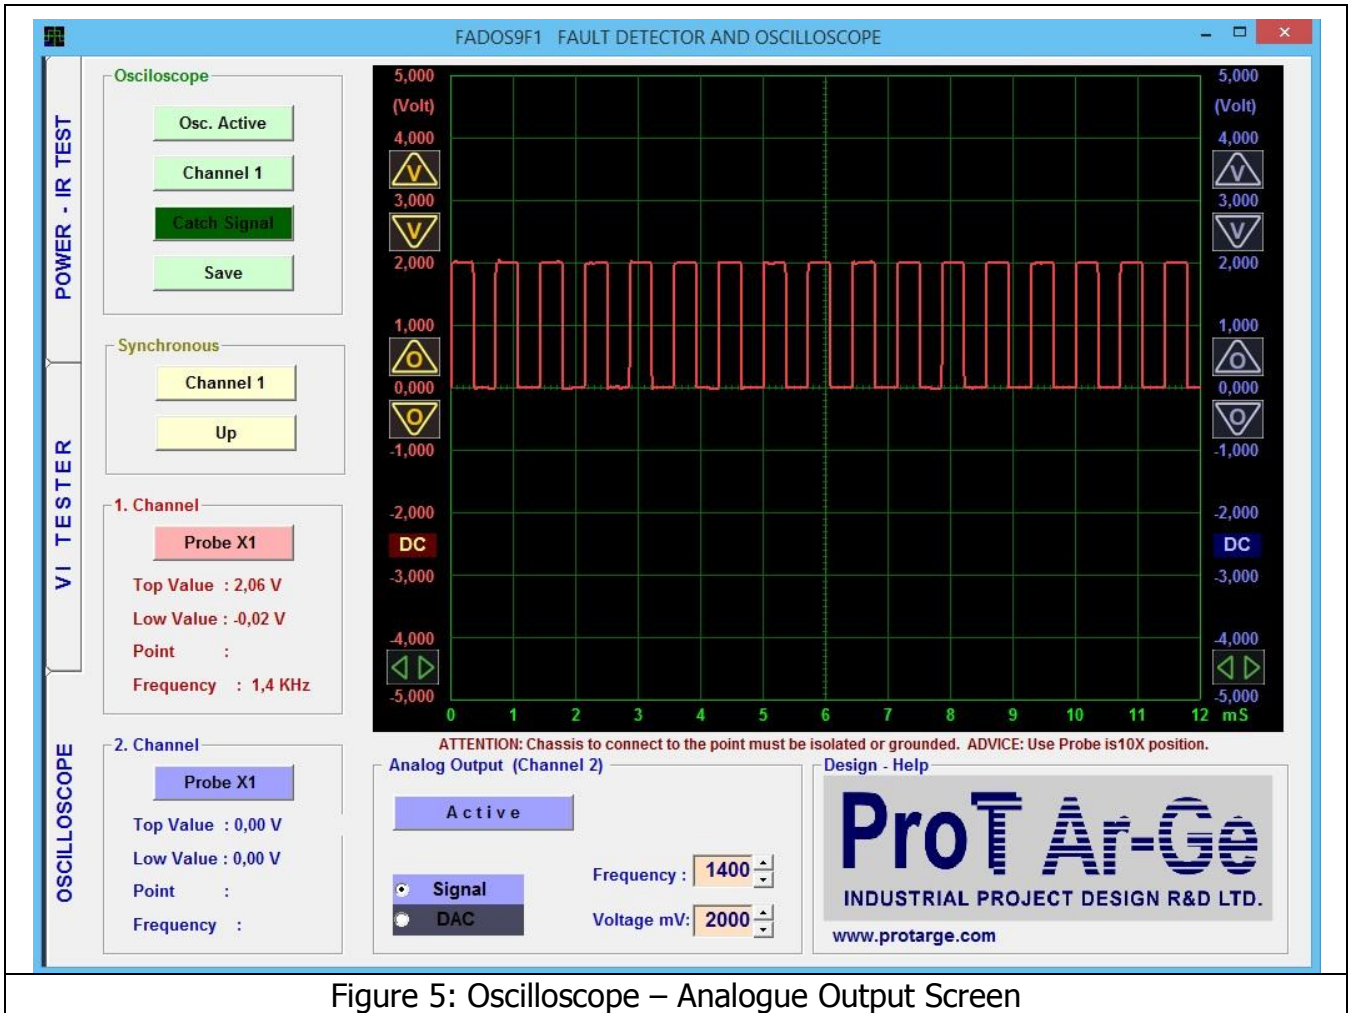 FADOS9F1 FAULT DETECTOR AND OSCILLOSCOPE
POWER - IR TEST
VI TESTER
OSCILLOSCOPE
Osciloscope
Osc. Active
Channel 1
Catch Signal
Save
Synchronous
Channel 1
Up
1. Channel
Probe X1
Top Value : 2,06 V
Low Value : -0,02 V
Point :
Frequency : 1,4 KHz
2. Channel
Probe X1
Top Value : 0,00 V
Low Value : 0,00 V
Point :
Frequency :
5,000
(Volt)
4,000
V
3,000
V
2,000
1,000
O
0,000
O
-1,000
-2,000
DC
-3,000
-4,000
-5,000
5,000
(Volt)
4,000
V
3,000
V
2,000
1,000
O
0,000
O
-1,000
-2,000
DC
-3,000
-4,000
-5,000
0 1 2 3 4 5 6 7 8 9 10 11 12 mS
ATTENTION: Chassis to connect to the point must be isolated or grounded. ADVICE: Use Probe is10X position.
Analog Output (Channel 2)
Active
Signal
DAC
Frequency : 1400
Voltage mV: 2000
Design - Help
ProT Ar-Ge
INDUSTRIAL PROJECT DESIGN R&D LTD.
www.protarge.com
Figure 5: Oscilloscope – Analogue Output Screen